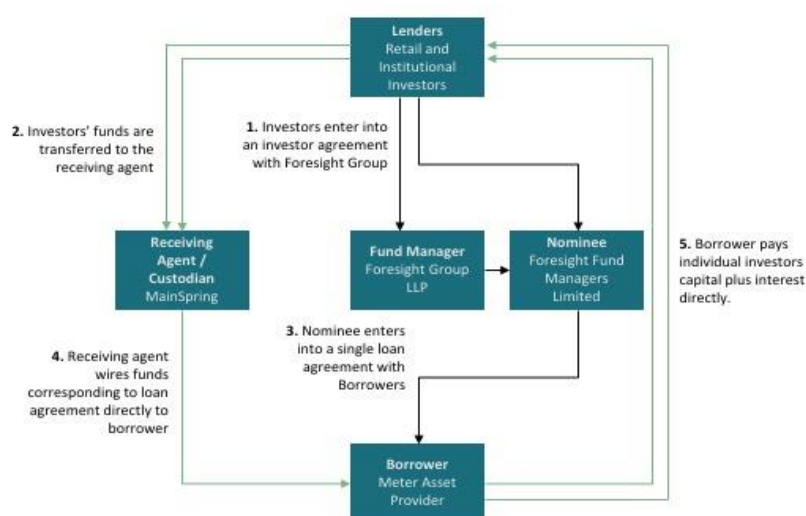 Lenders
Retail and
Institutional
Investors
2. Investors' funds are
transferred to the
receiving agent
1. Investors enter into
an investor agreement
with Foresight Group
Receiving
Agent /
Custodian
MainSpring
Fund Manager
Foresight Group
LLP
Nominee
Foresight Fund
Managers
Limited
5. Borrower pays
individual investors
capital plus interest
directly.
3. Nominee enters
into a single loan
agreement with
Borrowers
4. Receiving agent
wires funds
corresponding to loan
agreement directly to
borrower
Borrower
Meter Asset
Provider